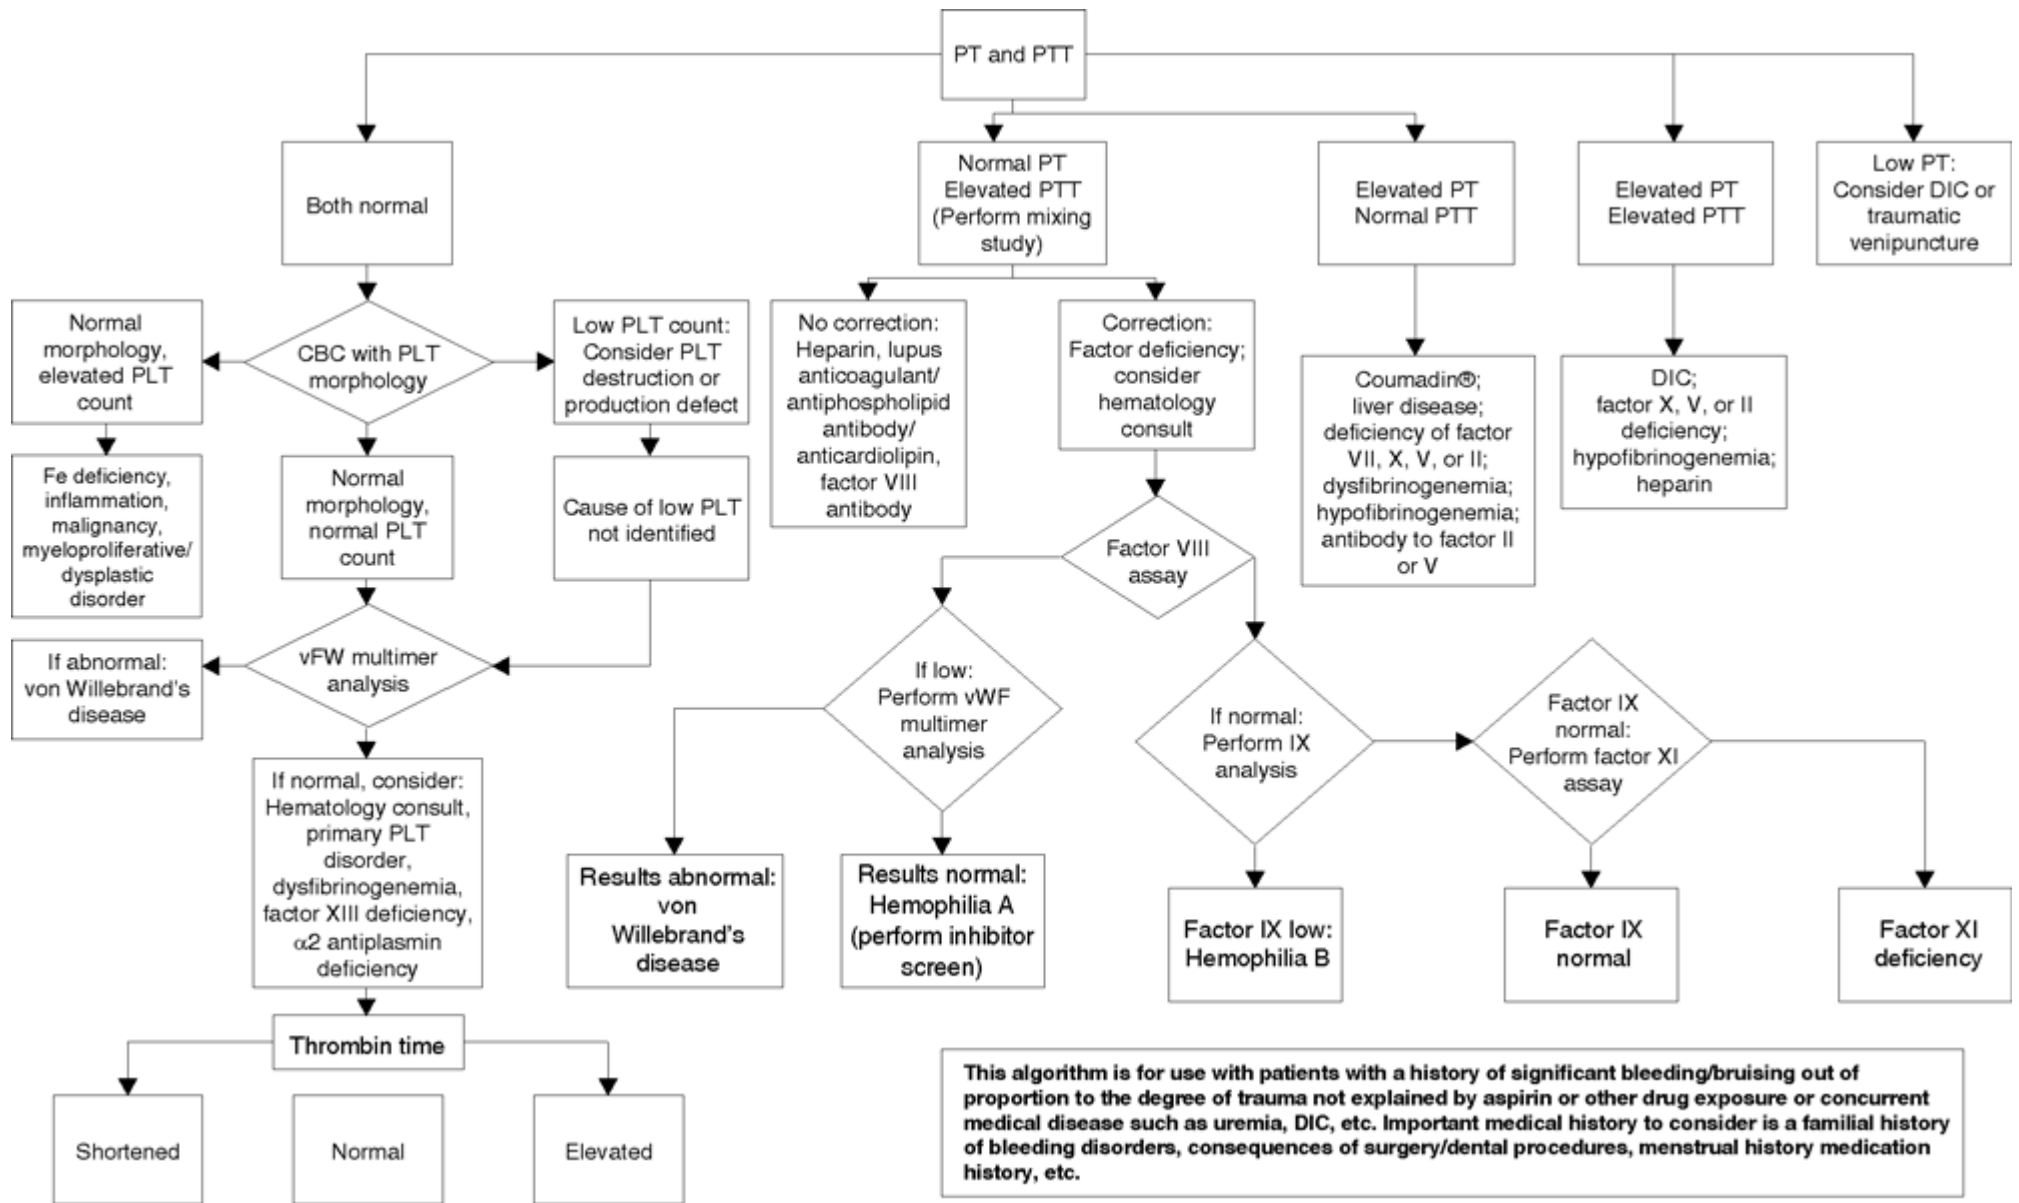 PT and PTT
Both normal
Normal PT
Elevated PTT
(Perform mixing
study)
Elevated PT
Normal PTT
Elevated PT
Elevated PTT
Low PT:
Consider DIC or
traumatic
venipuncture
Normal
morphology,
elevated PLT
count
CBC with PLT
morphology
Low PLT count:
Consider PLT
destruction or
production defect
No correction:
Heparin, lupus
anticoagulant/
antiphospholipid
antibody/
anticardiolipin,
factor VIII
antibody
Correction:
Factor deficiency;
consider
hematology
consult
Coumadin®;
liver disease;
deficiency of factor
VII, X, V, or II;
dysfibrinogenemia;
hypofibrinogenemia;
antibody to factor II
or V
DIC;
factor X, V, or II
deficiency;
hypofibrinogenemia;
heparin
Fe deficiency,
inflammation,
malignancy,
myeloproliferative/
dysplastic
disorder
Normal
morphology,
normal PLT
count
Cause of low PLT
not identified
Factor VIII
assay
If abnormal:
von Willebrand's
disease
vFW multimer
analysis
If low:
Perform vWF
multimer
analysis
If normal:
Perform IX
analysis
Factor IX
normal:
Perform factor XI
assay
If normal, consider:
Hematology consult,
primary PLT
disorder,
dysfibrinogenemia,
factor XIII deficiency,
α2 antiplasmin
deficiency
Results abnormal:
von
Willebrand's
disease
Results normal:
Hemophilia A
(perform inhibitor
screen)
Factor IX low:
Hemophilia B
Factor IX
normal
Factor XI
deficiency
Thrombin time
Shortened
Normal
Elevated
This algorithm is for use with patients with a history of significant bleeding/bruising out of
proportion to the degree of trauma not explained by aspirin or other drug exposure or concurrent
medical disease such as uremia, DIC, etc. Important medical history to consider is a familial history
of bleeding disorders, consequences of surgery/dental procedures, menstrual history medication
history, etc.